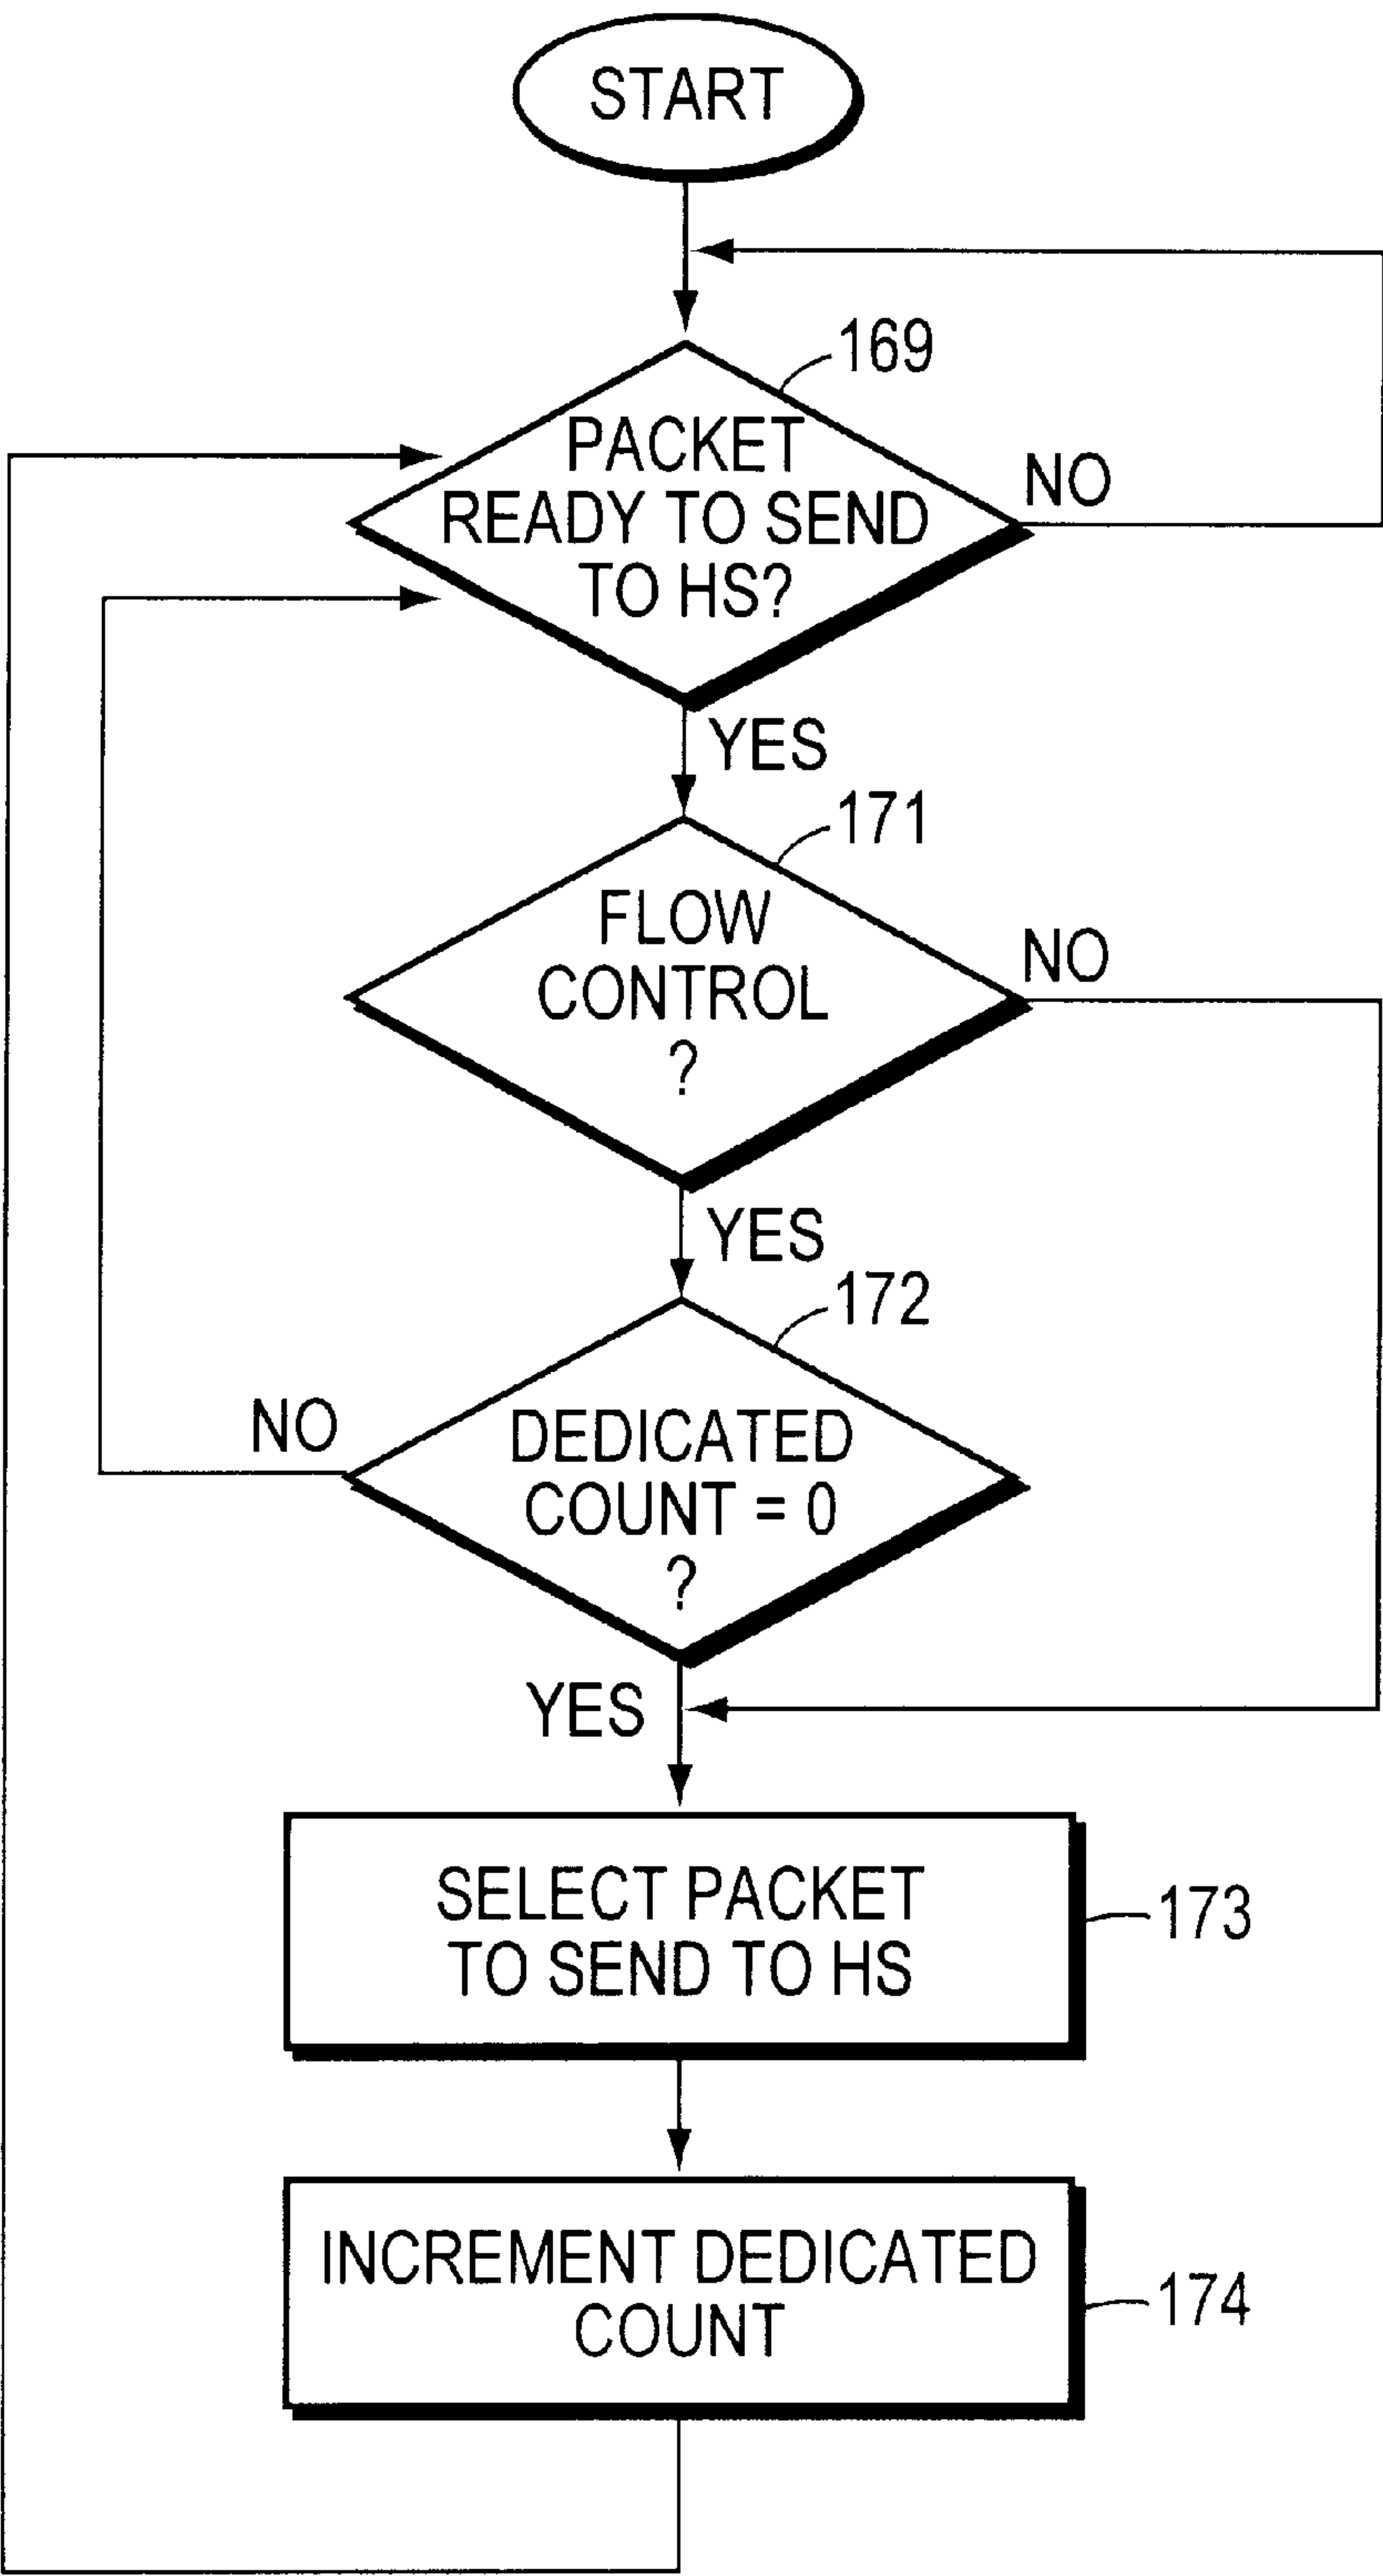 START
169
PACKET
READY TO SEND
TO HS?
NO
YES
171
FLOW
CONTROL
?
NO
YES
172
DEDICATED
COUNT = 0
?
NO
YES
SELECT PACKET
TO SEND TO HS
173
INCREMENT DEDICATED
COUNT
174